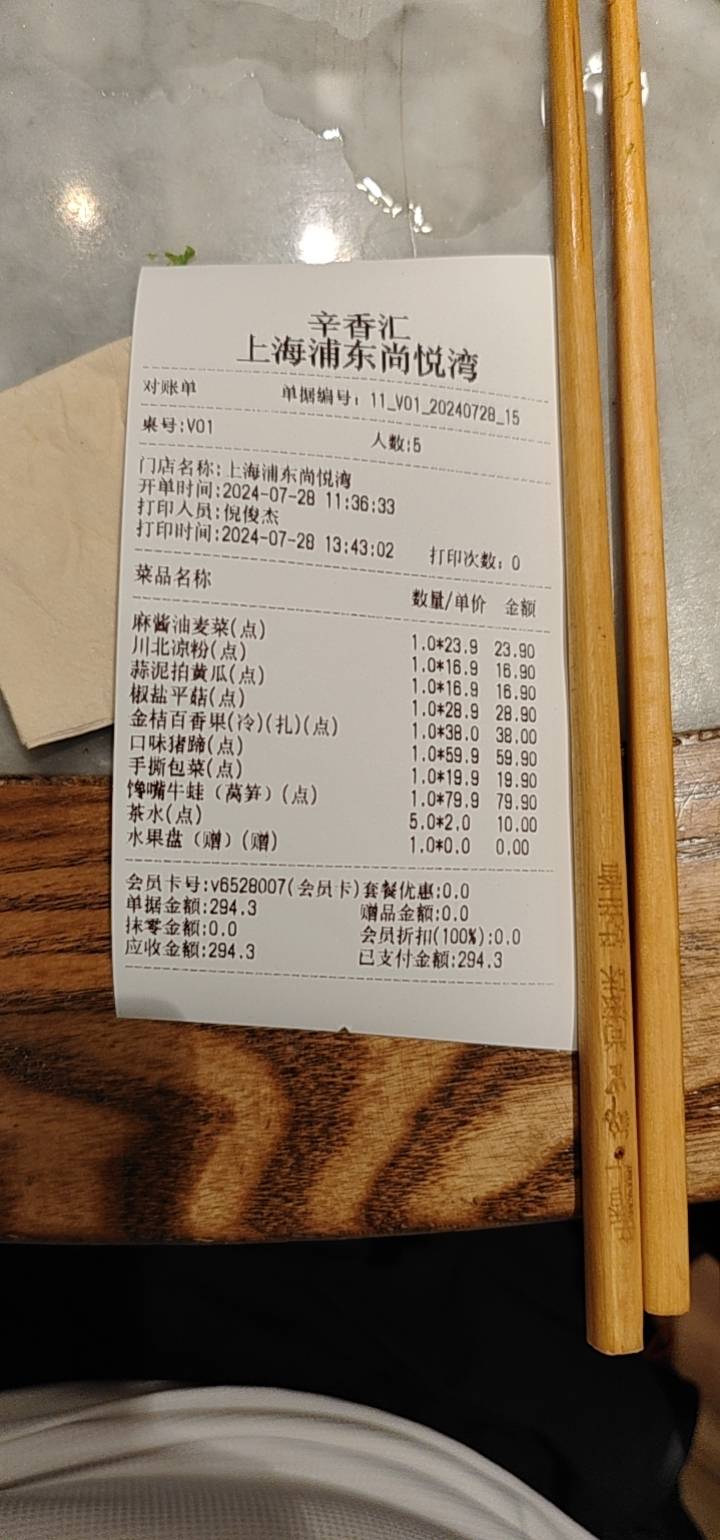 辛香汇
上海浦东尚悦湾
对账单 单据编号：11_V01_20240728_15
桌号:V01 人数:5
门店名称:上海浦东尚悦湾
开单时间:2024-07-28 11:36:33
打印人员:倪俊杰
打印时间:2024-07-28 13:43:02 打印次数：0
菜品名称 数量/单价 金额
麻酱油麦菜(点) 1.0*23.9 23.90
川北凉粉(点) 1.0*16.9 16.90
蒜泥拍黄瓜(点) 1.0*16.9 16.90
椒盐平菇(点) 1.0*28.9 28.90
金桔百香果(冷)(扎)(点) 1.0*38.0 38.00
口味猪蹄(点) 1.0*59.9 59.90
手撕包菜(点) 1.0*19.9 19.90
馋嘴牛蛙（莴笋）(点) 1.0*79.9 79.90
茶水(点) 5.0*2.0 10.00
水果盘（赠）(赠) 1.0*0.0 0.00
会员卡号:v6528007(会员卡)套餐优惠:0.0
单据金额:294.3 赠品金额:0.0
抹零金额:0.0 会员折扣(100%):0.0
应收金额:294.3 已支付金额:294.3